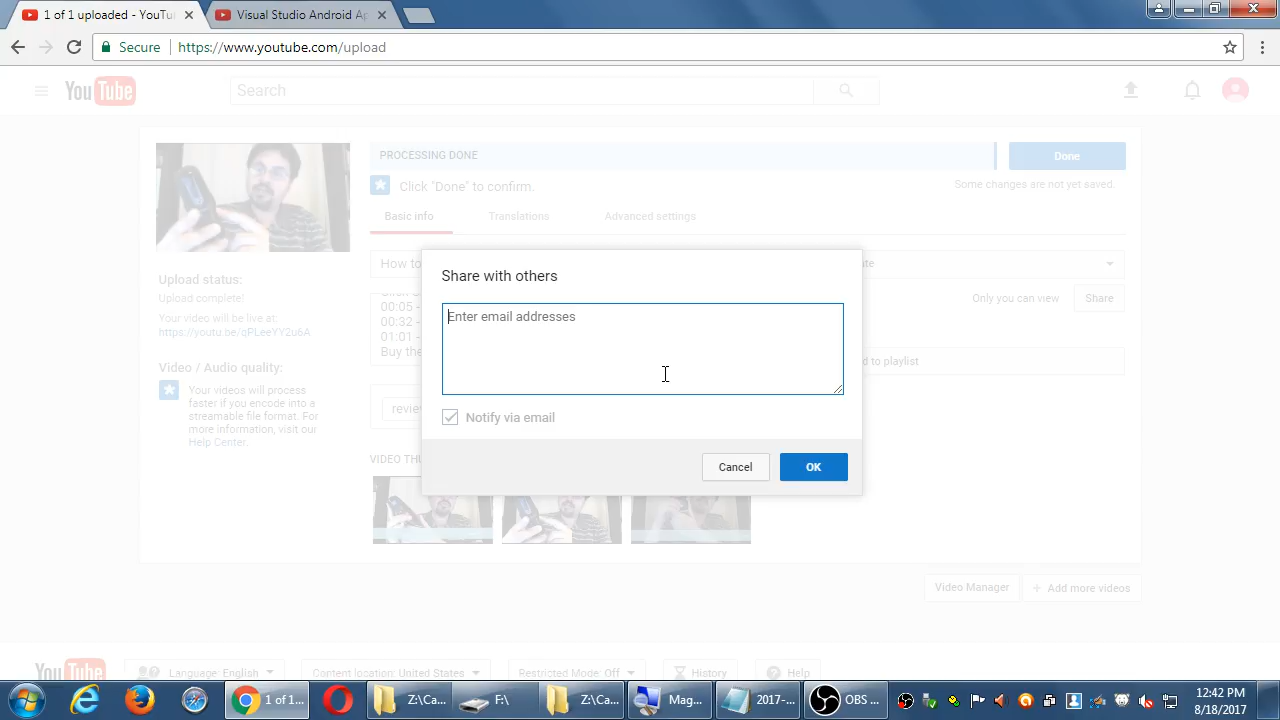 1 of 1 uploaded - YouTu
Visual Studio Android Ap
Secure
https://www.youtube.com/upload
YouTube
Search
PROCESSING DONE
Done
Click "Done" to confirm.
Some changes are not yet saved.
Basic info
Translations
Advanced settings
Upload status:
Upload complete!
Your video will be live at:
https://youtu.be/qPLeeYY2u6A
Video / Audio quality:
Your videos will process
faster if you encode into a
streamable file format. For
more information, visit our
Help Center.
How to
00:05 -
00:32 -
01:01 -
Buy the
Only you can view
Share
d to playlist
review
VIDEO THU
Share with others
Enter email addresses
Notify via email
Cancel
OK
Video Manager
+ Add more videos
YouTube
Language: English
Content location: United States
Restricted Mode: Off
History
Help
1 of 1...
Z:\Ca...
F:\
Z:\Ca...
Mag...
2017-...
OBS ...
12:42 PM
8/18/2017